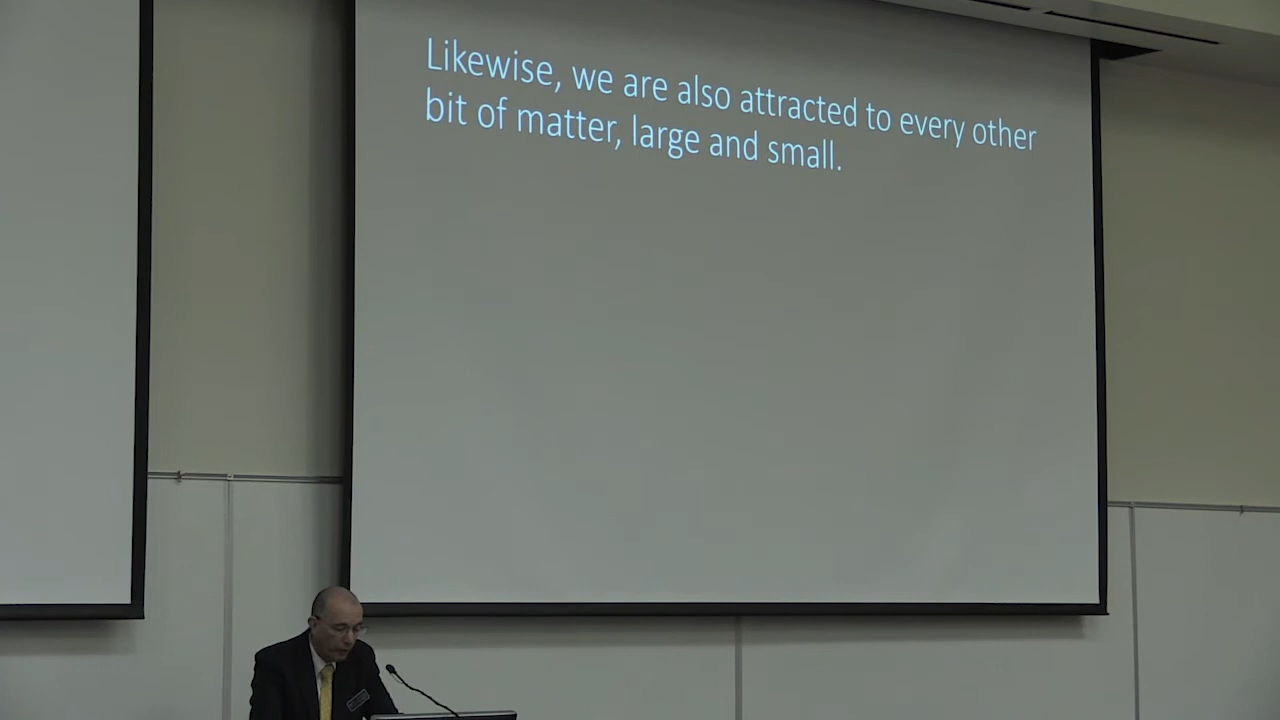 Likewise, we are also attracted to every other
bit of matter, large and small.